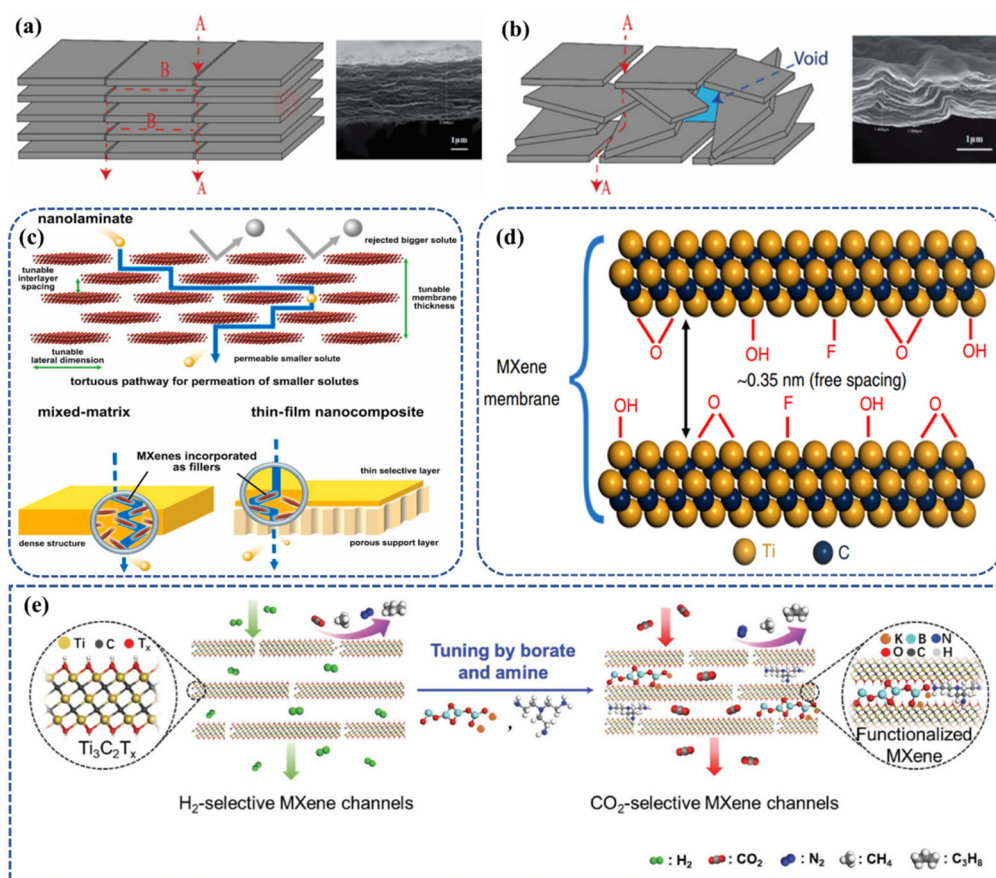 (a)
A
B
B
A
A
1μm
(b)
A
Void
A
1μm
(c)
nanolaminate
rejected bigger solute
tunable
interlayer
spacing
tunable
membrane
thickness
tunable
lateral dimension
permeable smaller solute
tortuous pathway for permeation of smaller solutes
mixed-matrix
thin-film nanocomposite
MXenes incorporated
as fillers
thin selective layer
dense structure
porous support layer
(d)
MXene
membrane
O
OH
F
O
OH
~0.35 nm (free spacing)
OH
O
F
OH
O
Ti
C
(e)
Ti C Tx
Ti3C2Tx
H2-selective MXene channels
Tuning by borate
and amine
,
CO2-selective MXene channels
K B N
O C H
Functionalized
MXene
: H2 : CO2 : N2 : CH4 : C3H8